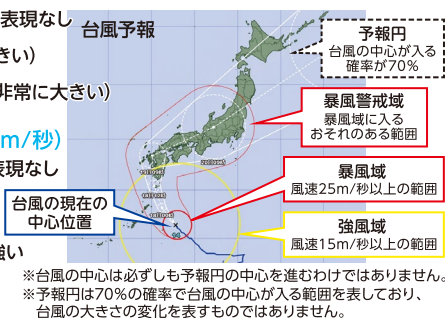 表現なし
台風予報
きい)
非常に大きい)
m/秒)
表現なし
強い
予報円
台風の中心が入る
確率が70%
暴風警戒域
暴風域に入る
おそれのある範囲
暴風域
風速25m/秒以上の範囲
強風域
風速15m/秒以上の範囲
台風の現在の
中心位置
※台風の中心は必ずしも予報円の中心を進むわけではありません。
※予報円は70%の確率で台風の中心が入る範囲を表しており、
台風の大きさの変化を表すものではありません。